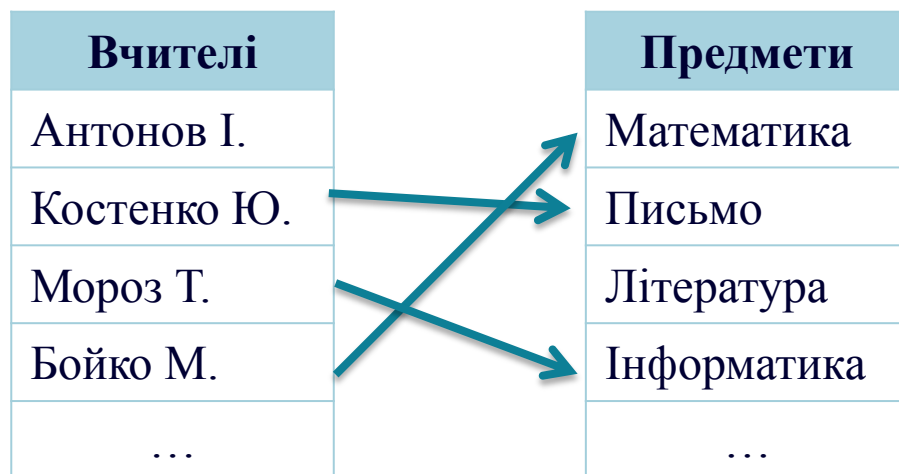 Вчителі
Антонов І.
Костенко Ю.
Мороз Т.
Бойко М.
…
Предмети
Математика
Письмо
Література
Інформатика
…